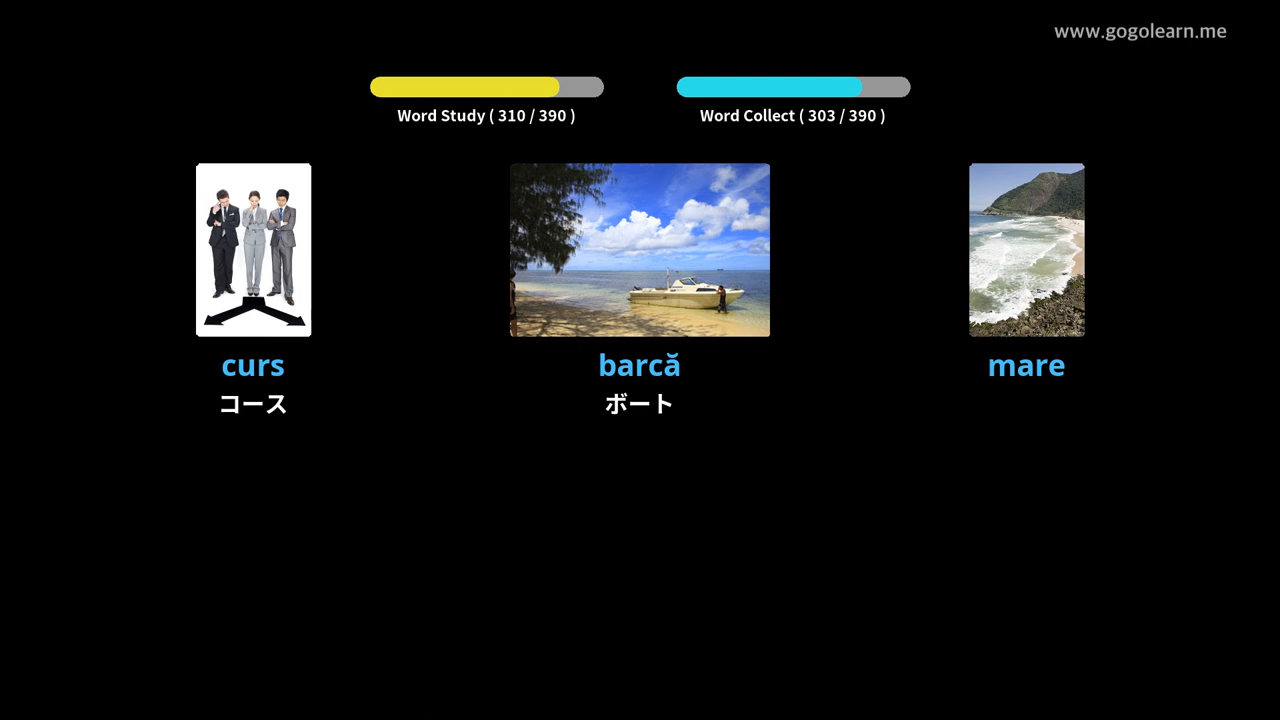 www.gogolearn.me
Word Study ( 310 / 390 )
Word Collect ( 303 / 390 )
curs
barcă
mare
コース
ボート